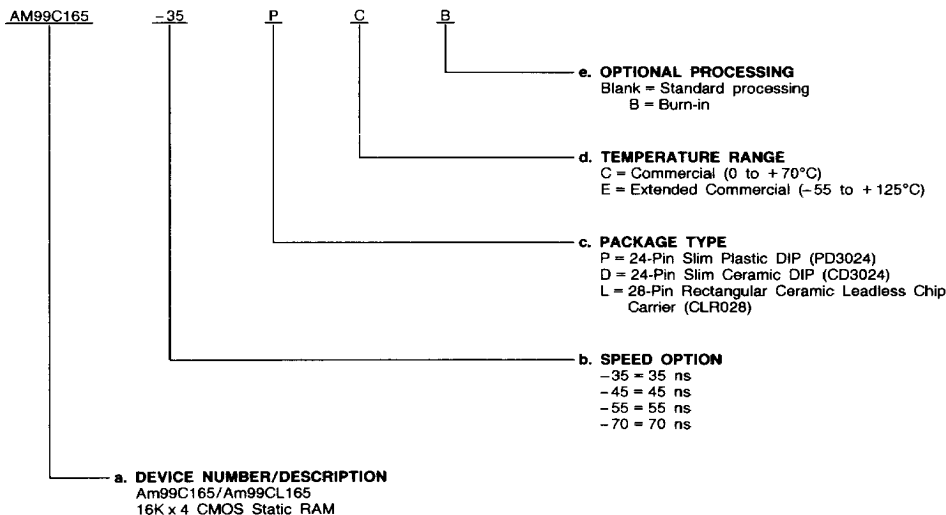 AM99C165 -35 P C B
e. OPTIONAL PROCESSING
Blank = Standard processing
B = Burn-in
d. TEMPERATURE RANGE
C = Commercial (0 to +70°C)
E = Extended Commercial (-55 to +125°C)
c. PACKAGE TYPE
P = 24-Pin Slim Plastic DIP (PD3024)
D = 24-Pin Slim Ceramic DIP (CD3024)
L = 28-Pin Rectangular Ceramic Leadless Chip
Carrier (CLR028)
b. SPEED OPTION
-35 = 35 ns
-45 = 45 ns
-55 = 55 ns
-70 = 70 ns
a. DEVICE NUMBER/DESCRIPTION
Am99C165/Am99CL165
16K x 4 CMOS Static RAM